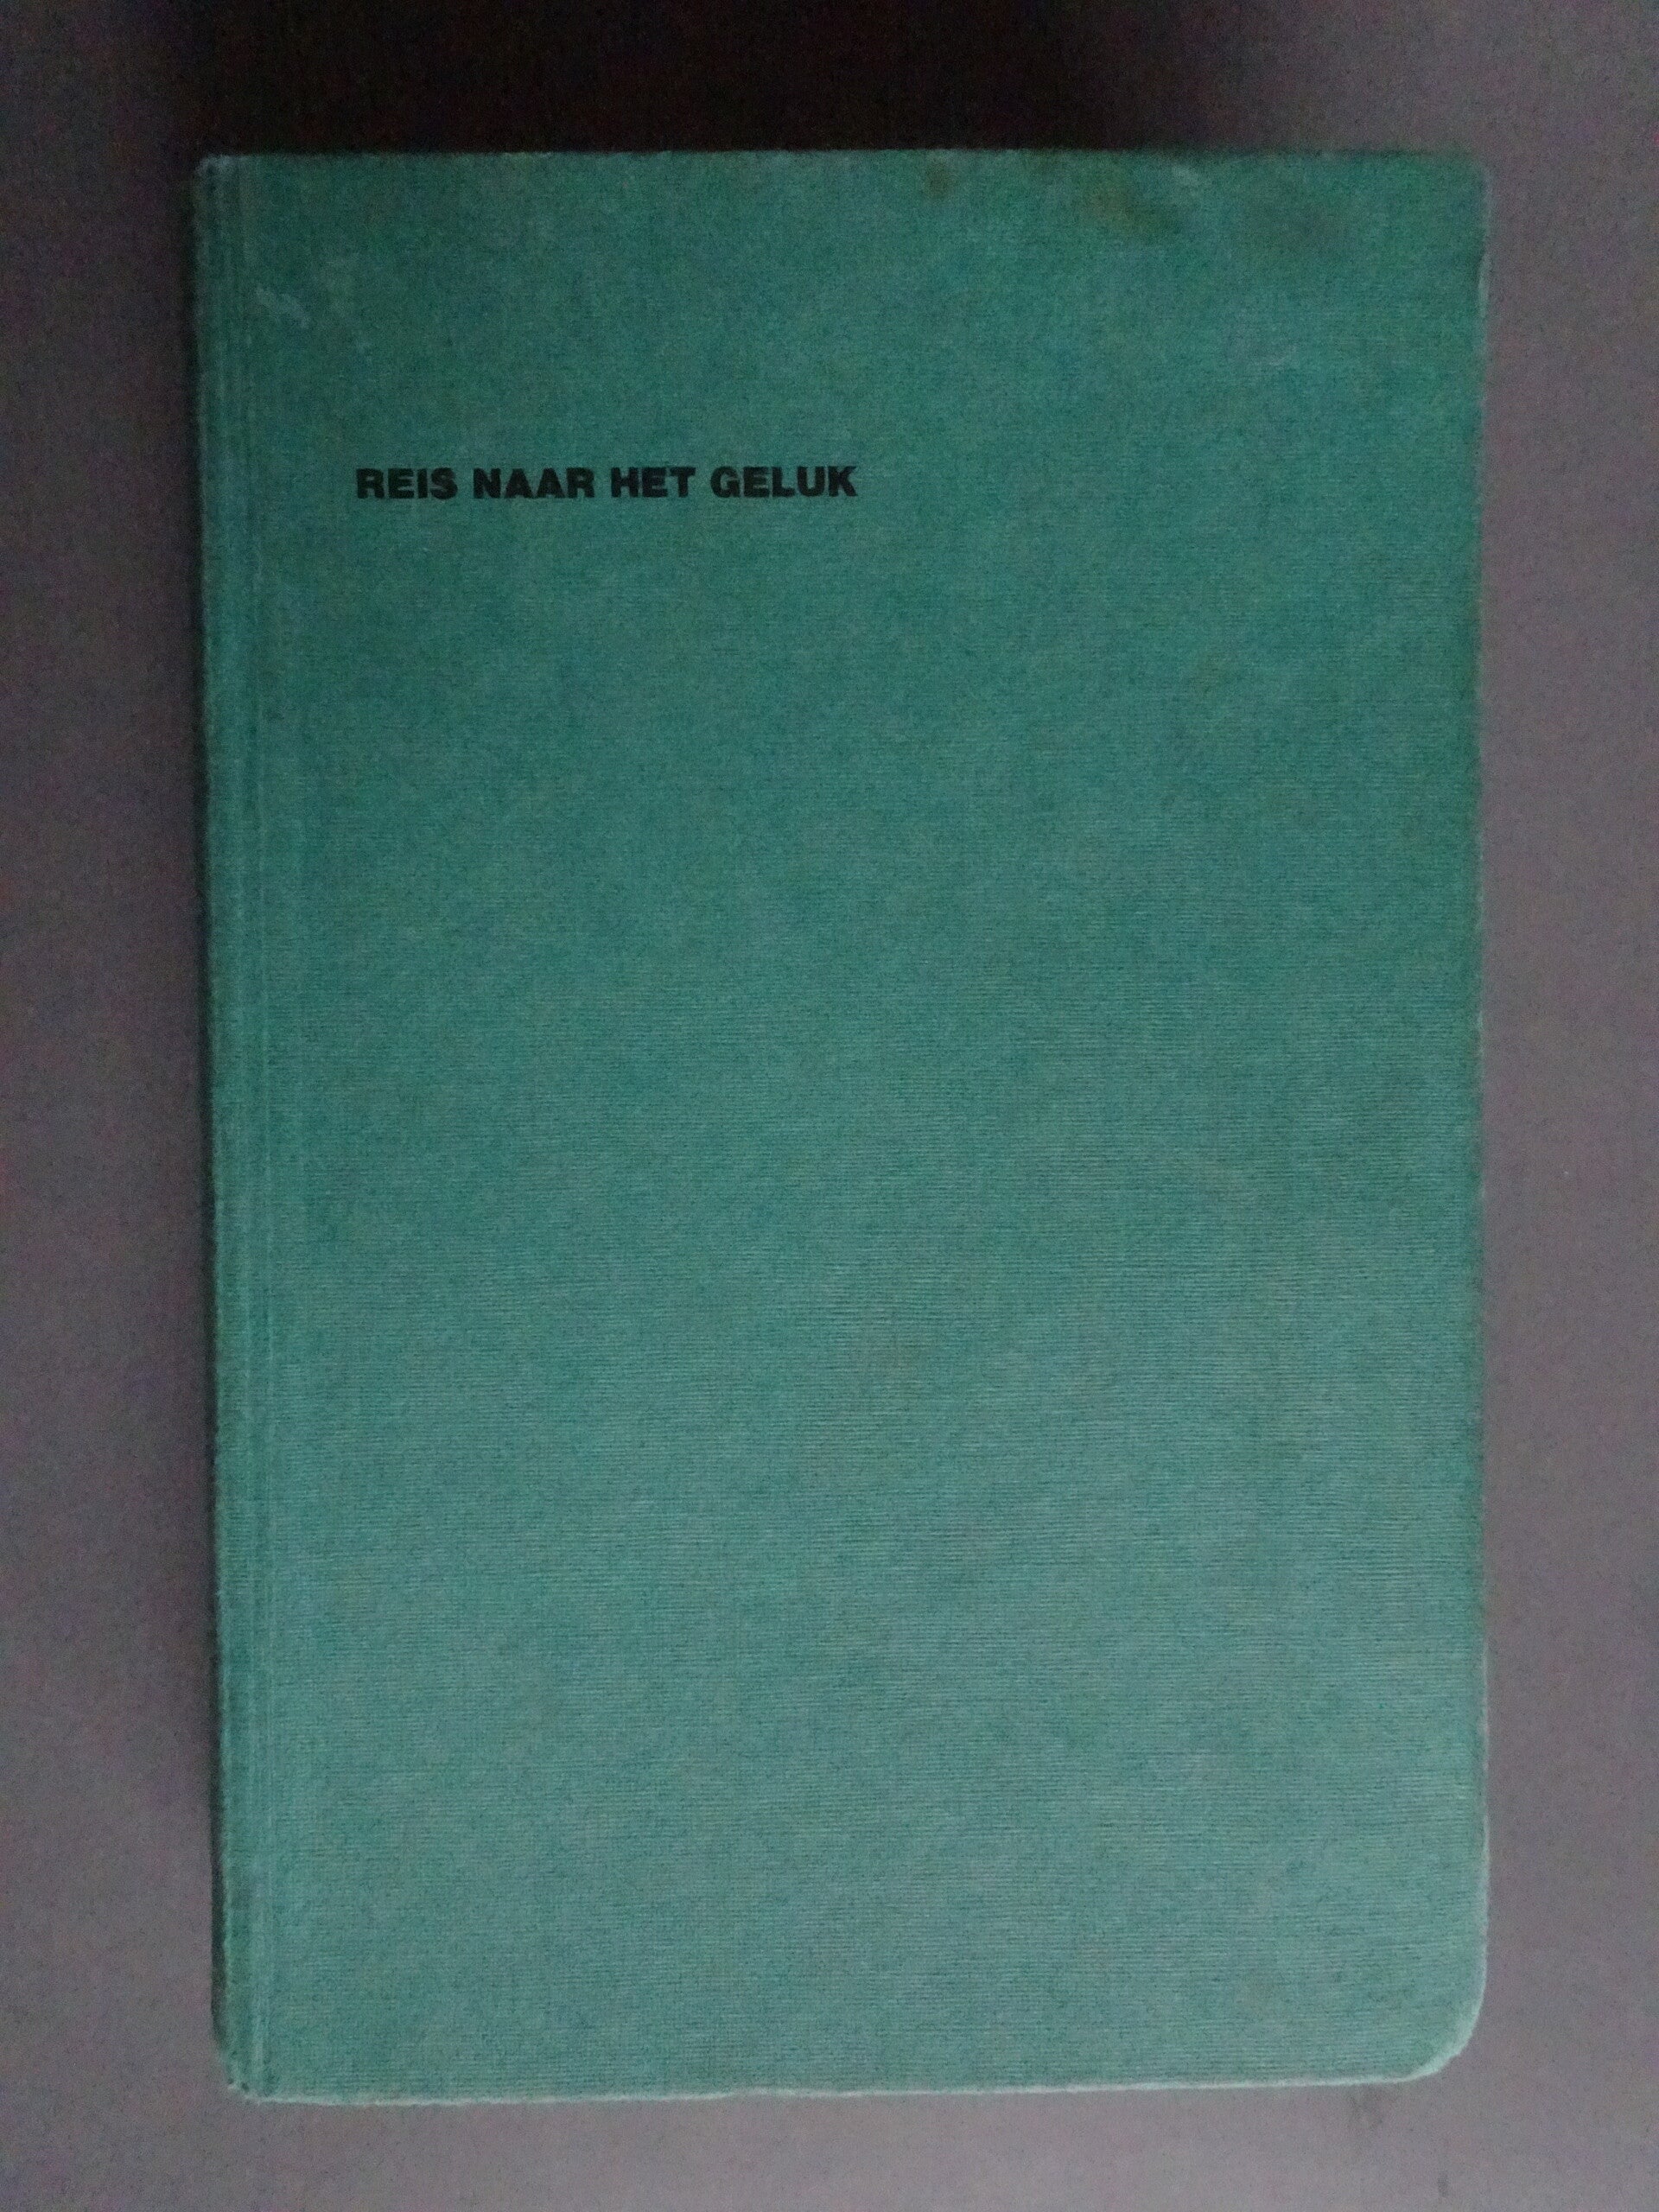 REIS NAAR HET GELUK